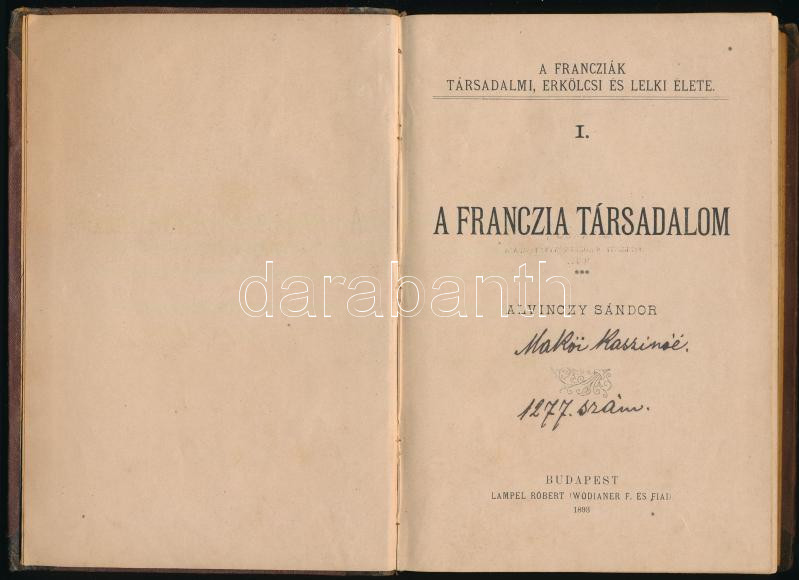 A FRANCZIÁK
TÁRSADALMI, ERKÖLCSI ÉS LELKI ÉLETE.
I.
A FRANCZIA TÁRSADALOM
***
ALVINCZY SÁNDOR
Makói Kaszinóé.
1277. szám.
BUDAPEST
LAMPEL RÓBERT (WODIANER F. ÉS FIAI)
1893
darabanth